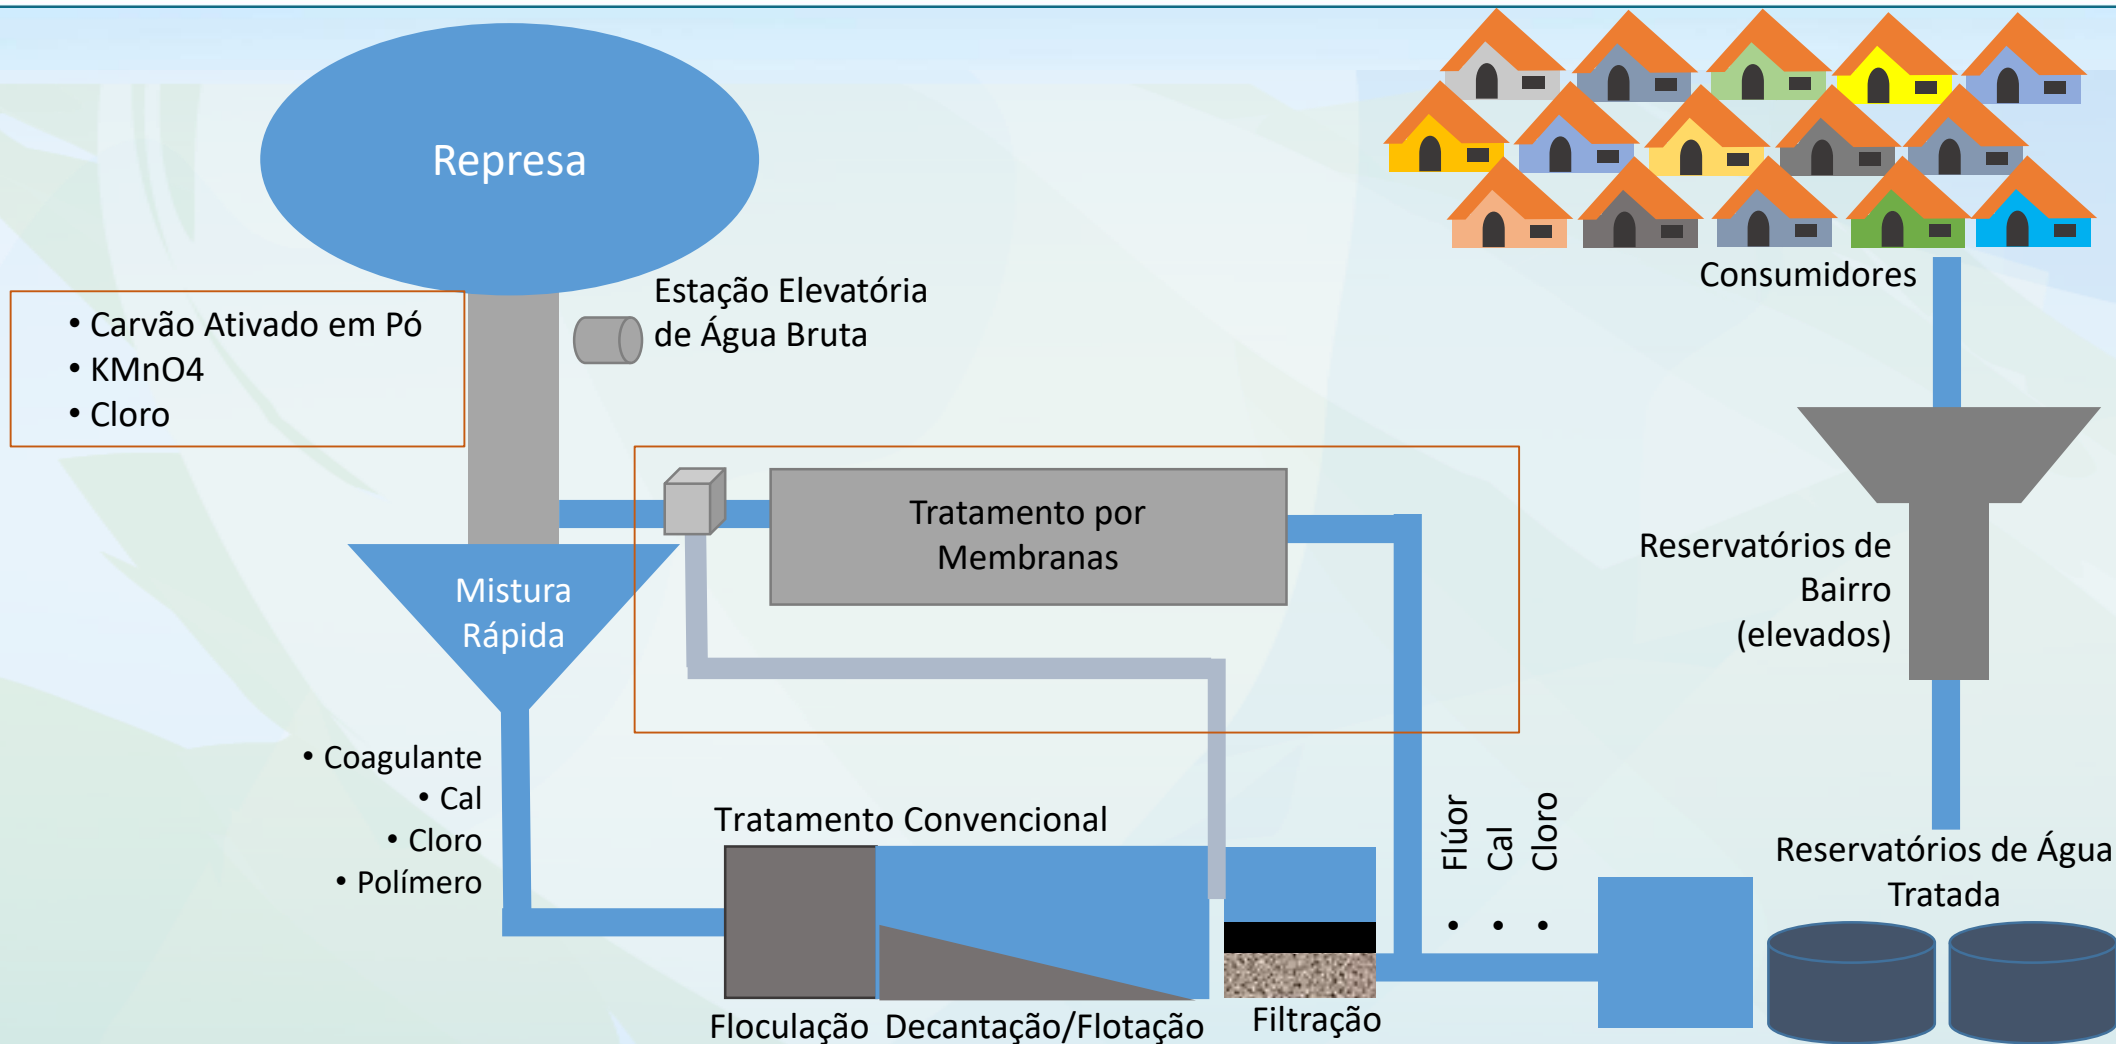 Represa
Estação Elevatória
de Água Bruta
• Carvão Ativado em Pó
• KMnO4
• Cloro
Consumidores
Tratamento por
Membranas
Mistura
Rápida
Reservatórios de
Bairro
(elevados)
• Coagulante
• Cal
• Cloro
• Polímero
Tratamento Convencional
• Flúor
• Cal
• Cloro
Reservatórios de Água
Tratada
Floculação
Decantação/Flotação
Filtração